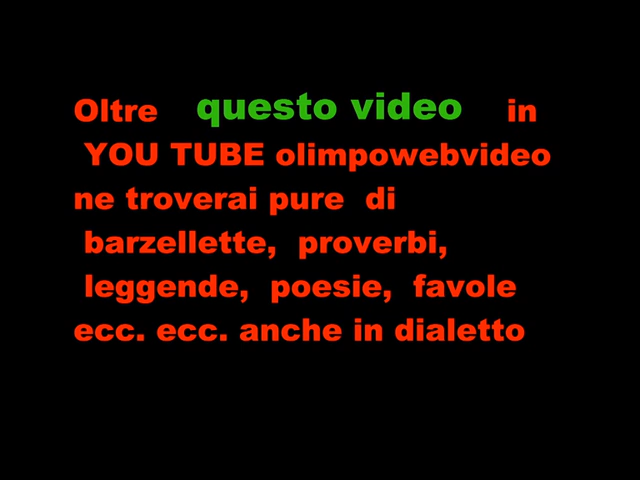 Oltre questo video in
YOU TUBE olimpowebvideo
ne troverai pure di
barzellette, proverbi,
leggende, poesie, favole
ecc. ecc. anche in dialetto